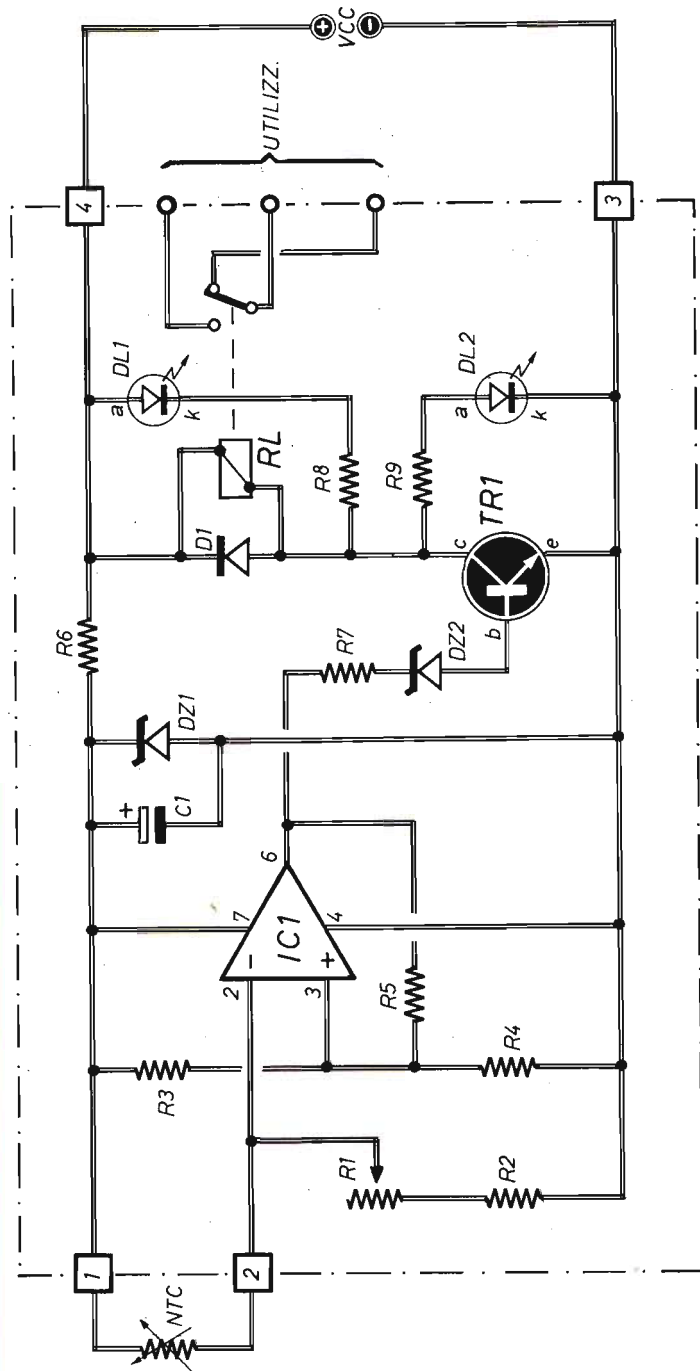 4
+
VCC
−
UTILIZZ.
3
DL1
a
k
DL2
a
k
RL
R8
R9
D1
TR1
c
e
b
R6
R7
DZ2
DZ1
+
C1
6
7
4
IC1
−
+
2
3
R5
R3
R4
R1
R2
1
2
NTC